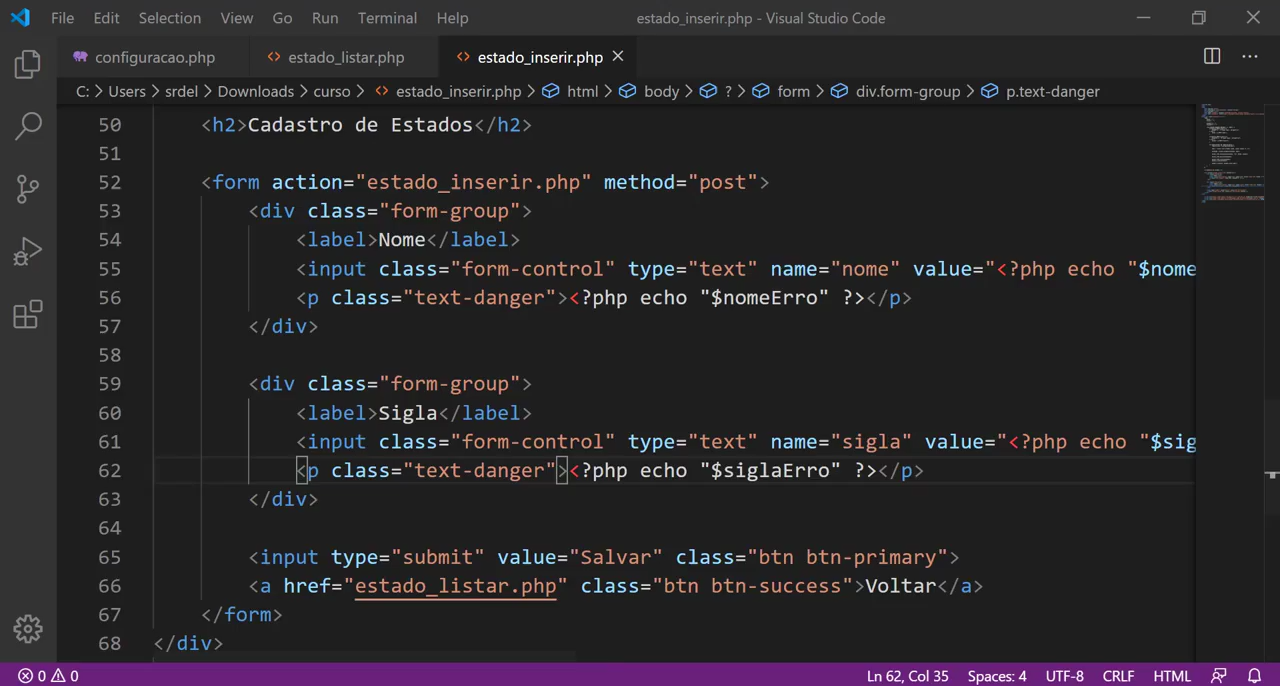 File Edit Selection View Go Run Terminal Help estado_inserir.php - Visual Studio Code
configuracao.php estado_listar.php estado_inserir.php
C: > Users > srdel > Downloads > curso > estado_inserir.php > html > body > ? > form > div.form-group > p.text-danger
50 <h2>Cadastro de Estados</h2>
51
52 <form action="estado_inserir.php" method="post">
53 <div class="form-group">
54 <label>Nome</label>
55 <input class="form-control" type="text" name="nome" value="<?php echo "$nome
56 <p class="text-danger"><?php echo "$nomeErro" ?></p>
57 </div>
58
59 <div class="form-group">
60 <label>Sigla</label>
61 <input class="form-control" type="text" name="sigla" value="<?php echo "$sig
62 <p class="text-danger"><?php echo "$siglaErro" ?></p>
63 </div>
64
65 <input type="submit" value="Salvar" class="btn btn-primary">
66 <a href="estado_listar.php" class="btn btn-success">Voltar</a>
67 </form>
68 </div>
0 0 Ln 62, Col 35 Spaces: 4 UTF-8 CRLF HTML